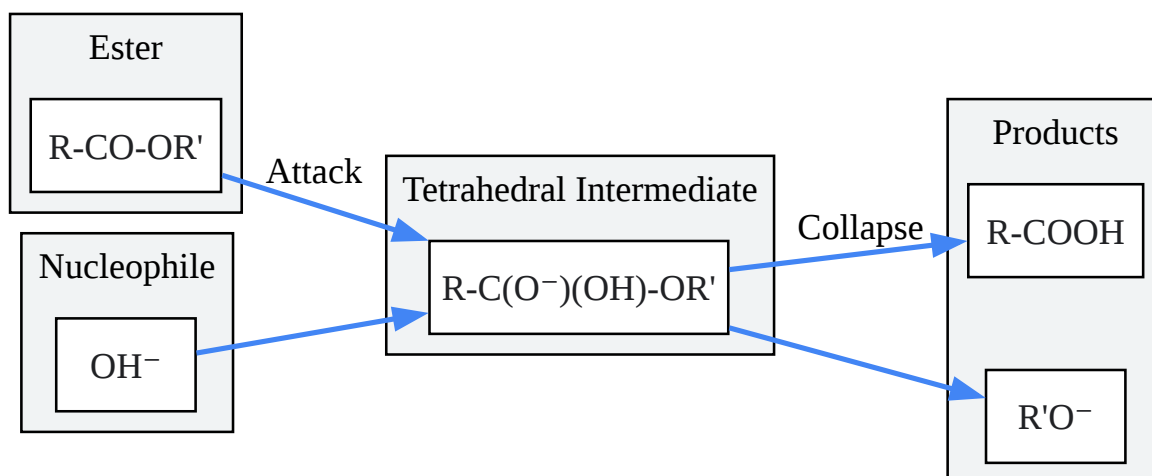 Ester
R-CO-OR'
Nucleophile
OH⁻
Attack
Tetrahedral Intermediate
R-C(O⁻)(OH)-OR'
Collapse
Products
R-COOH
R'O⁻